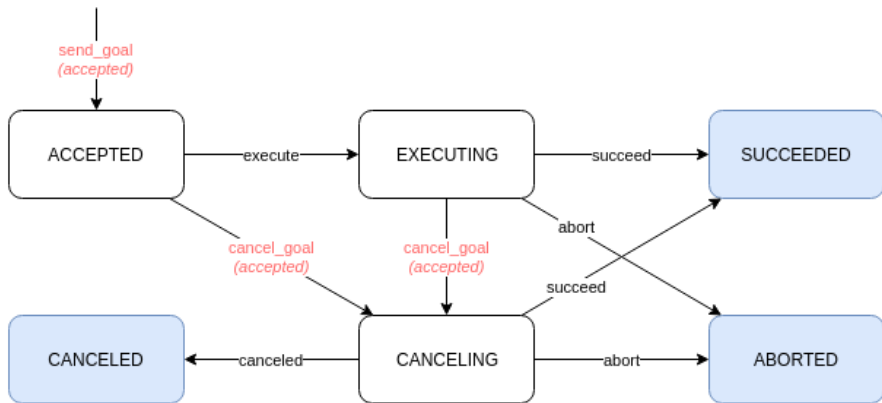 send_goal
(accepted)
ACCEPTED
execute
EXECUTING
succeed
SUCCEEDED
cancel_goal
(accepted)
cancel_goal
(accepted)
abort
succeed
CANCELED
canceled
CANCELING
abort
ABORTED